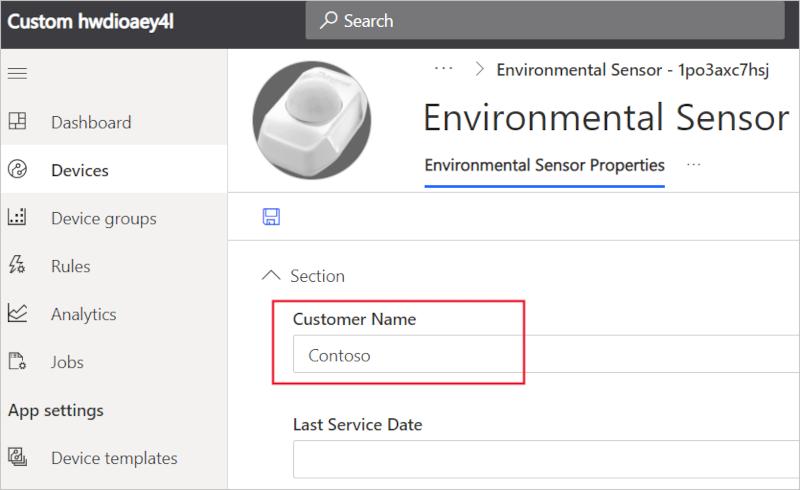 Custom hwdioaey4l
Search
Dashboard
Devices
Device groups
Rules
Analytics
Jobs
App settings
Device templates
··· > Environmental Sensor - 1po3axc7hsj
Environmental Sensor
Environmental Sensor Properties ···
Section
Customer Name
Contoso
Last Service Date